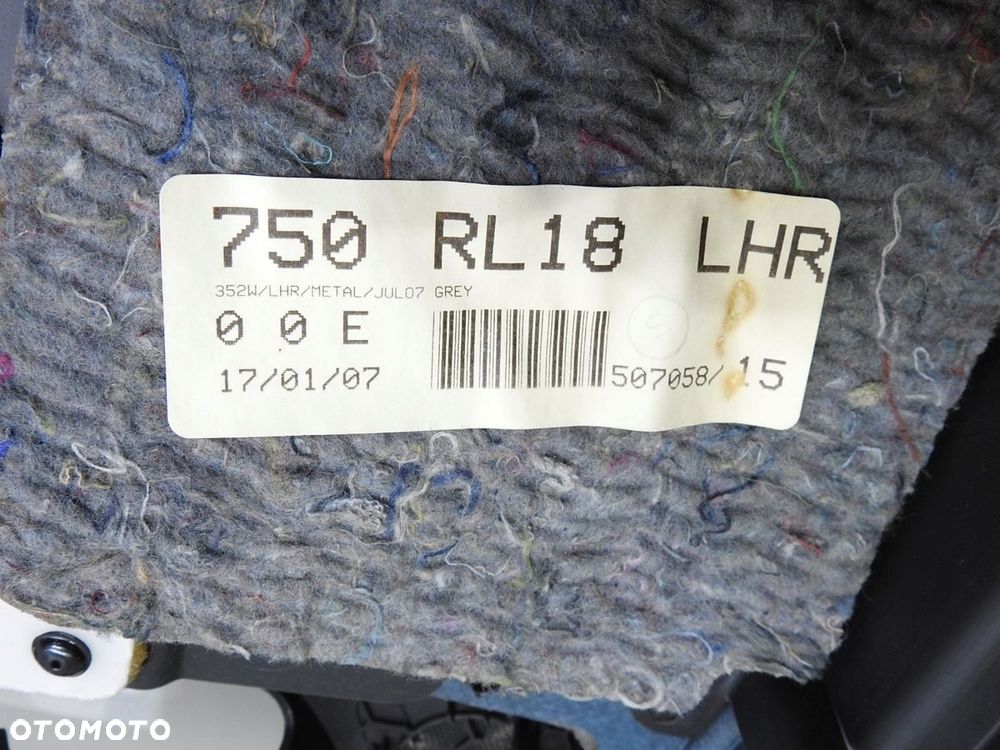 750 RL18 LHR
352W/LHR/METAL/JUL07 GREY
0 0 E
17/01/07
507058/15
OTOMOTO